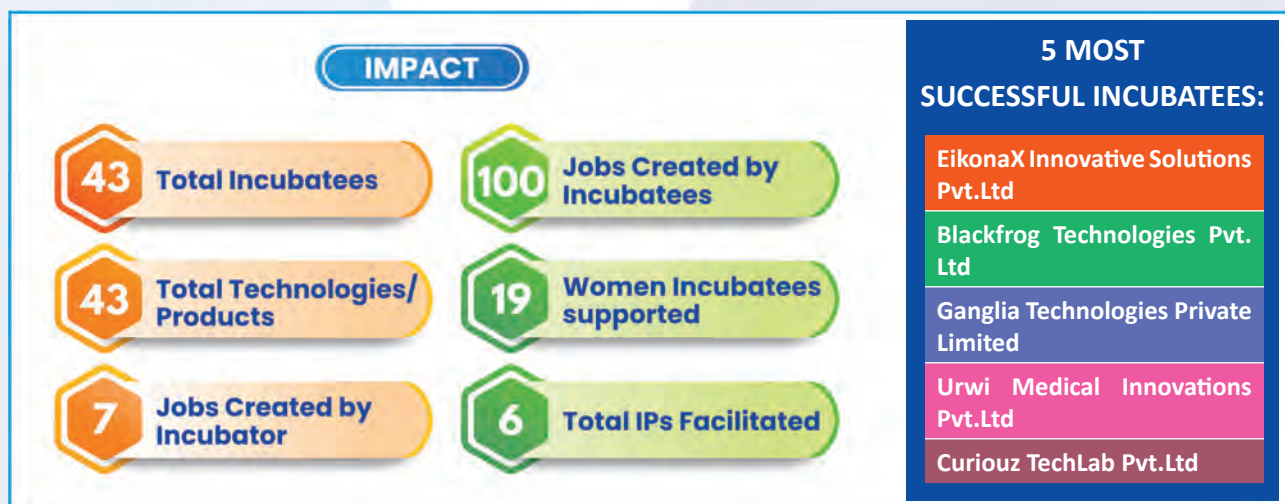 IMPACT
43
Total Incubatees
100
Jobs Created by
Incubatees
43
Total Technologies/
Products
19
Women Incubatees
supported
7
Jobs Created by
Incubator
6
Total IPs Facilitated
5 MOST
SUCCESSFUL INCUBATEES:
EikonaX Innovative Solutions
Pvt.Ltd
Blackfrog Technologies Pvt.
Ltd
Ganglia Technologies Private
Limited
Urwi Medical Innovations
Pvt.Ltd
Curiouz TechLab Pvt.Ltd